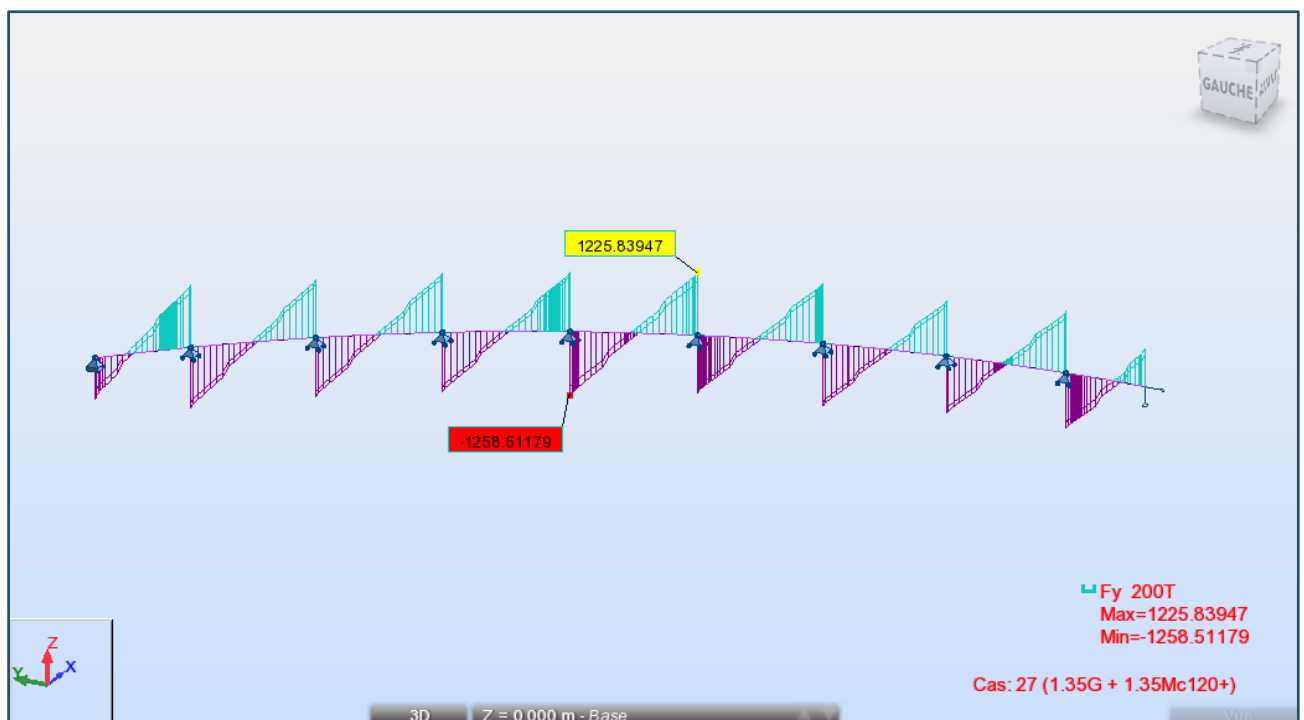 GAUCHE
1225.83947
-1258.51179
Fy 200T
Max=1225.83947
Min=-1258.51179
Cas: 27 (1.35G + 1.35Mc120+)
Z
Y
X
3D
Z = 0.000 m - Base
Vue